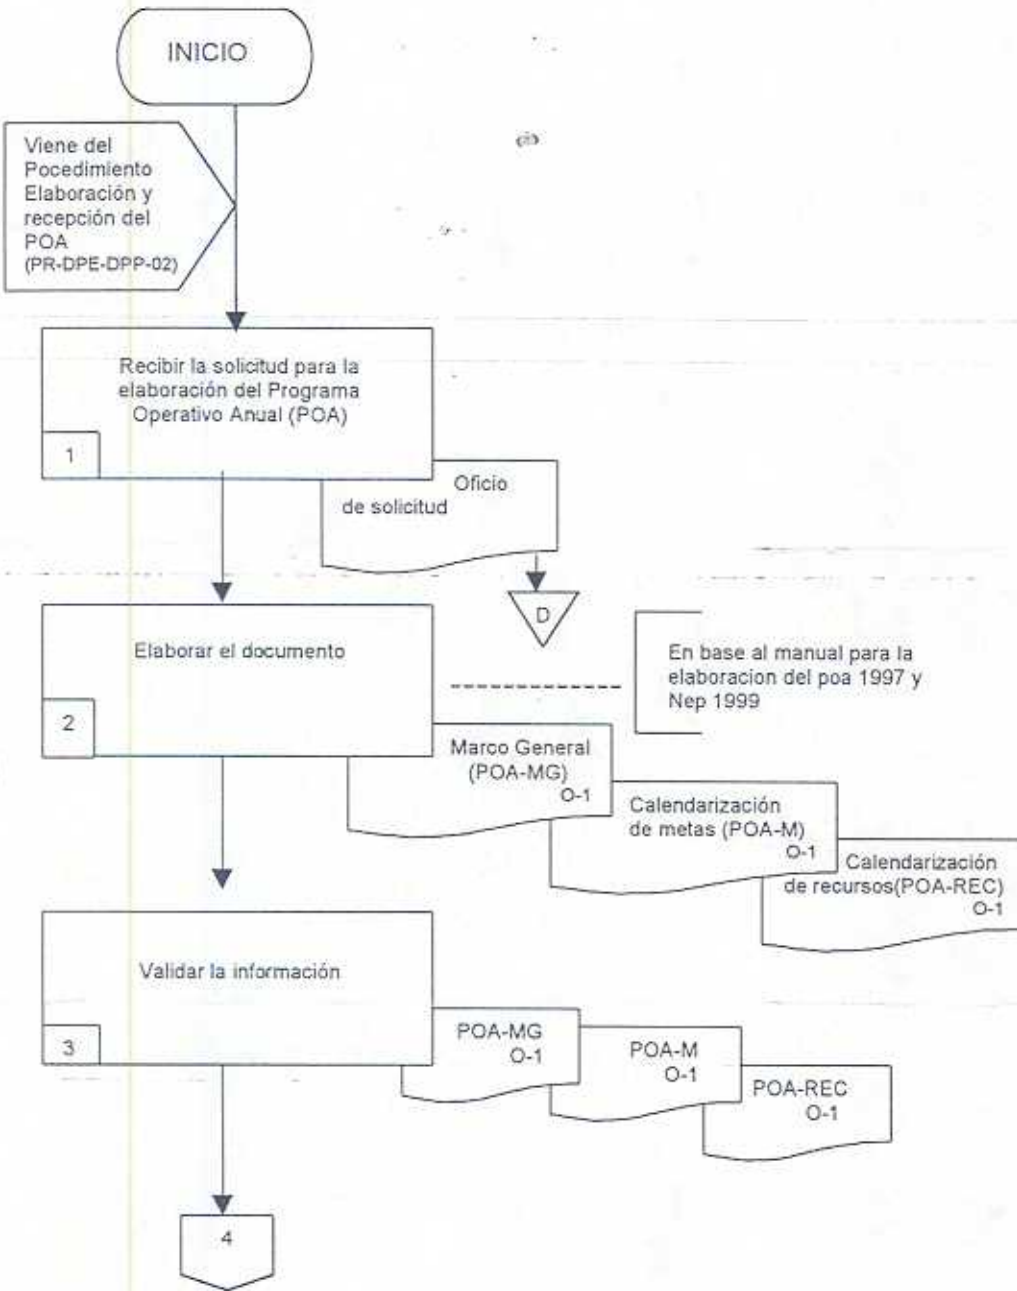 INICIO
Viene del
Pocedimiento
Elaboración y
recepción del
POA
(PR-DPE-DPP-02)
Recibir la solicitud para la
elaboración del Programa
Operativo Anual (POA)
1
Oficio
de solicitud
D
Elaborar el documento
2
En base al manual para la
elaboracion del poa 1997 y
Nep 1999
Marco General
(POA-MG)
O-1
Calendarización
de metas (POA-M)
O-1
Calendarización
de recursos(POA-REC)
O-1
Validar la información
3
POA-MG
O-1
POA-M
O-1
POA-REC
O-1
4